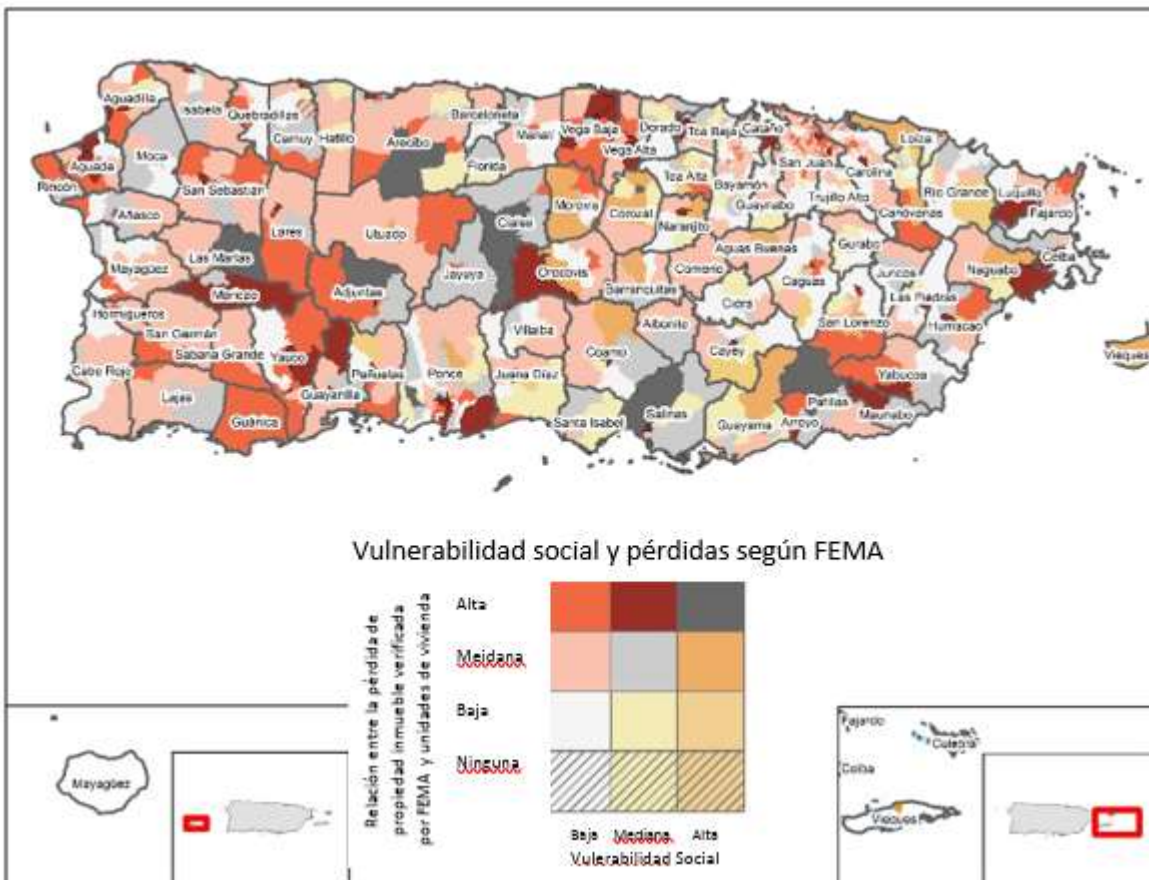 Aguadilla
Isabela
Quebradillas
Camuy
Hatillo
Arecibo
Barceloneta
Manatí
Vega Baja
Vega Alta
Dorado
Toa Baja
Cataño
San Juan
Carolina
Loiza
Rincón
Aguada
Moca
San Sebastián
Florida
Toa Alta
Bayamón
Guaynabo
Trujillo Alto
Canóvanas
Río Grande
Luquillo
Fajardo
Añasco
Lares
Utuado
Ciales
Morovis
Corozal
Naranjito
Mayagüez
Las Marías
Maricao
Adjuntas
Jayuya
Orocovis
Barranquitas
Comerío
Aguas Buenas
Caguas
Gurabo
Juncos
Naguabo
Ceiba
Hormigueros
San Germán
Sabana Grande
Yauco
Villalba
Aibonito
Cidra
San Lorenzo
Las Piedras
Humacao
Cabo Rojo
Lajas
Guánica
Guayanilla
Peñuelas
Ponce
Juana Díaz
Coamo
Cayey
Yabucoa
Vieques
Santa Isabel
Salinas
Guayama
Arroyo
Patillas
Maunabo
Vulnerabilidad social y pérdidas según FEMA
Relación entre la pérdida de
propiedad inmueble verificada
por FEMA y unidades de vivienda
Alta
Meidana
Baja
Ninguna
Baja Mediana Alta
Vulerabilidad Social
Mayagüez
Fajardo
Culebra
Ceiba
Vieques